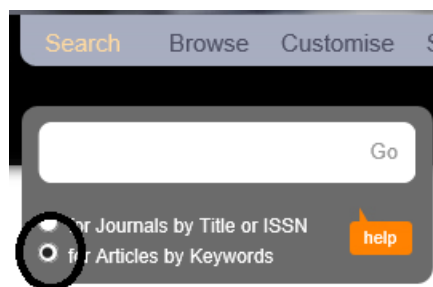 Search Browse Customise S
Go
for Journals by Title or ISSN
for Articles by Keywords
help